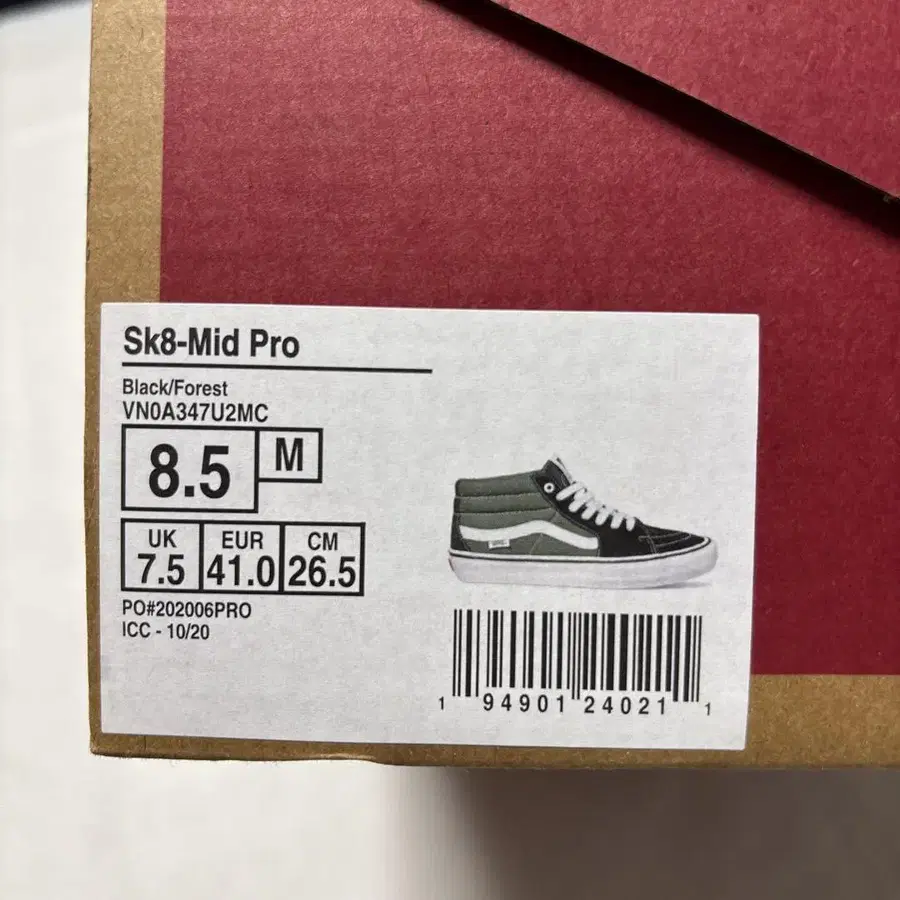 Sk8-Mid Pro
Black/Forest
VN0A347U2MC
8.5 M
UK EUR CM
7.5 41.0 26.5
PO#202006PRO
ICC - 10/20
1 94901 24021 1